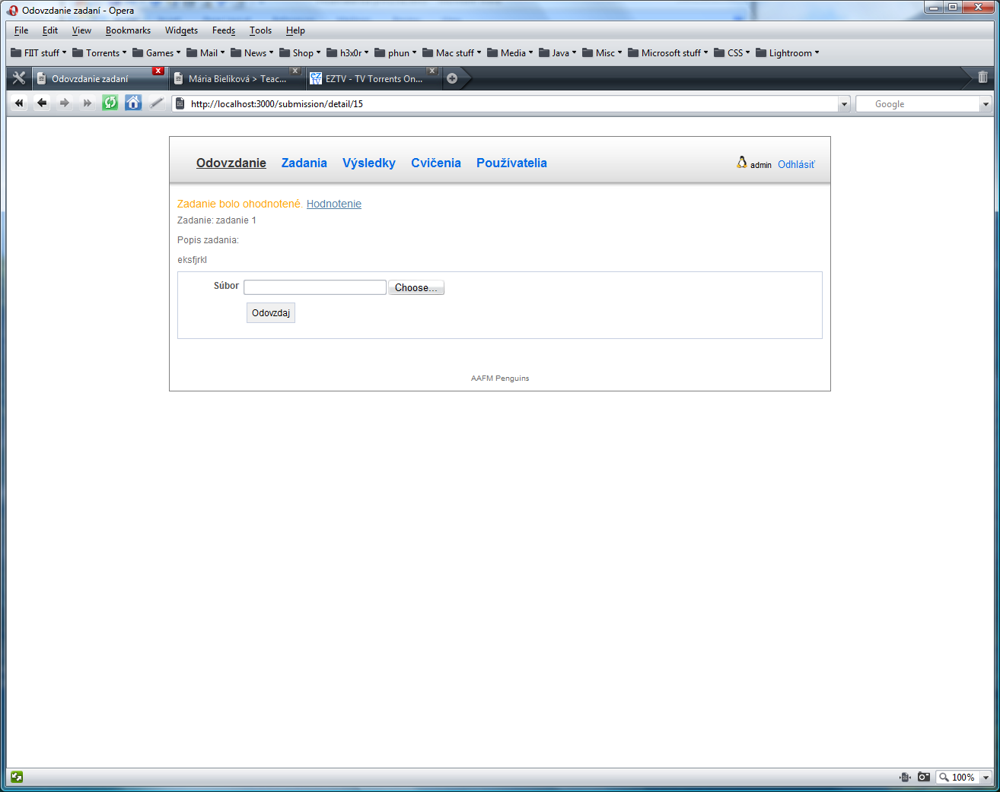 Odovzdanie zadaní - Opera
File Edit View Bookmarks Widgets Feeds Tools Help
FIIT stuff Torrents Games Mail News Shop h3x0r phun Mac stuff Media Java Misc Microsoft stuff CSS Lightroom
Odovzdanie zadaní Mária Bieliková > Teac... EZTV - TV Torrents On...
http://localhost:3000/submission/detail/15 Google
Odovzdanie Zadania Výsledky Cvičenia Používatelia admin Odhlásiť
Zadanie bolo ohodnotené. Hodnotenie
Zadanie: zadanie 1
Popis zadania:
eksfjrkl
Súbor Choose...
Odovzdaj
AAFM Penguins
100%